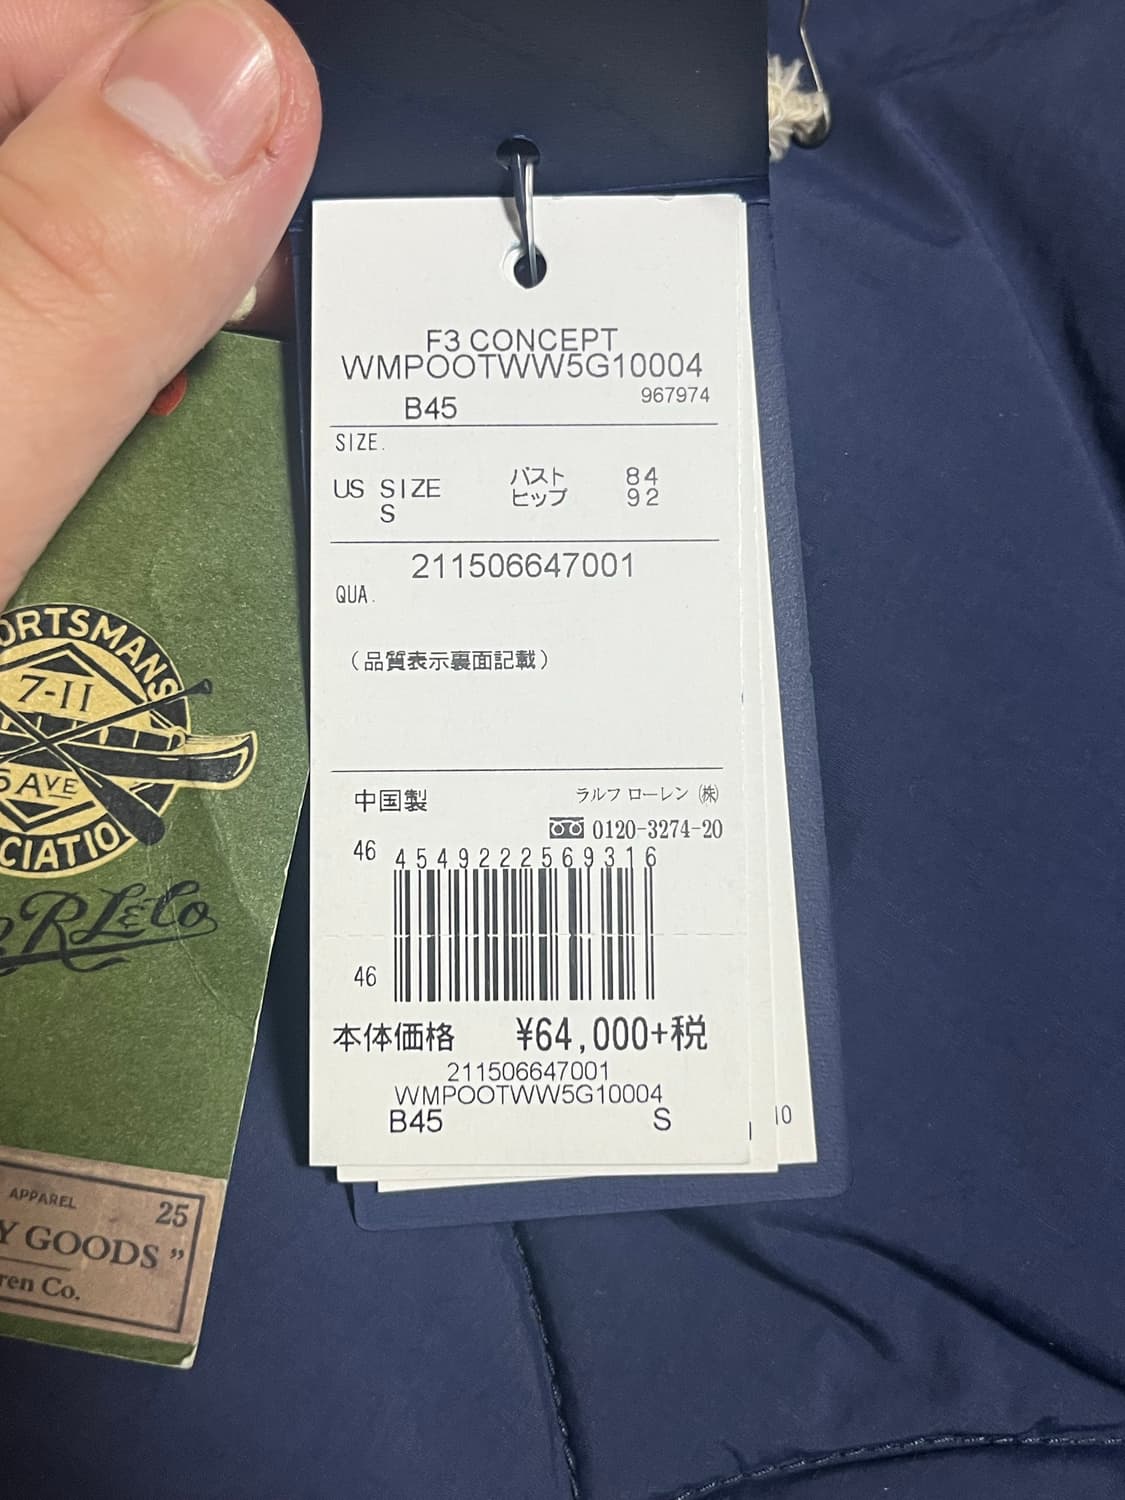 F3 CONCEPT
WMPOOTWW5G10004
967974
B45
SIZE.
US SIZE
S
バスト 84
ヒップ 92
211506647001
QUA.
（品質表示裏面記載）
中国製
ラルフ ローレン ㈱
0120-3274-20
46
4549222569316
46
本体価格 ¥64,000+税
211506647001
WMPOOTWW5G10004
B45 S
10
ORTSMANS
7-11
5 AVE
CIATIO
RL&Co
APPAREL 25
Y GOODS ”
ren Co.